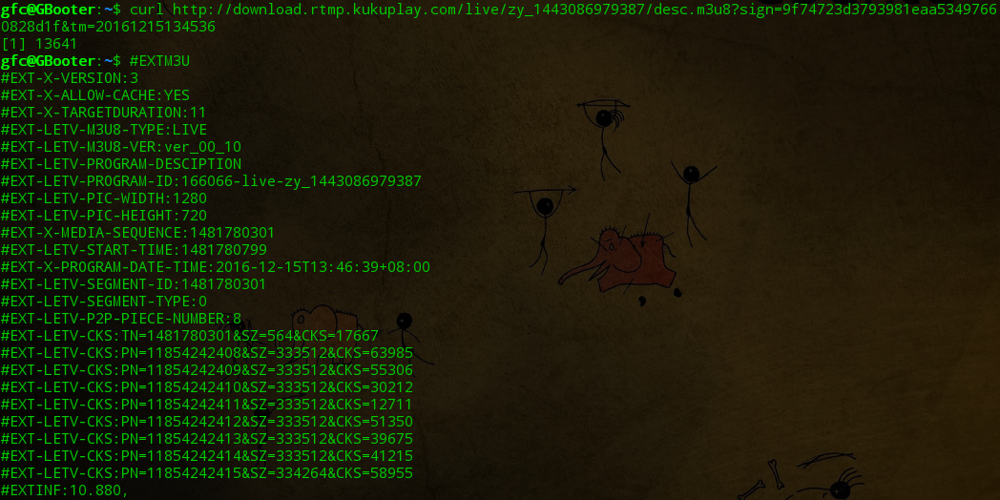 gfc@GBooter:~$ curl http://download.rtmp.kukuplay.com/live/zy_1443086979387/desc.m3u8?sign=9f74723d3793981eaa5349766
0828d1f&tm=20161215134536
[1] 13641
gfc@GBooter:~$ #EXTM3U
#EXT-X-VERSION:3
#EXT-X-ALLOW-CACHE:YES
#EXT-X-TARGETDURATION:11
#EXT-LETV-M3U8-TYPE:LIVE
#EXT-LETV-M3U8-VER:ver_00_10
#EXT-LETV-PROGRAM-DESCIPTION
#EXT-LETV-PROGRAM-ID:166066-live-zy_1443086979387
#EXT-LETV-PIC-WIDTH:1280
#EXT-LETV-PIC-HEIGHT:720
#EXT-X-MEDIA-SEQUENCE:1481780301
#EXT-LETV-START-TIME:1481780799
#EXT-X-PROGRAM-DATE-TIME:2016-12-15T13:46:39+08:00
#EXT-LETV-SEGMENT-ID:1481780301
#EXT-LETV-SEGMENT-TYPE:0
#EXT-LETV-P2P-PIECE-NUMBER:8
#EXT-LETV-CKS:TN=1481780301&SZ=564&CKS=17667
#EXT-LETV-CKS:PN=11854242408&SZ=333512&CKS=63985
#EXT-LETV-CKS:PN=11854242409&SZ=333512&CKS=55306
#EXT-LETV-CKS:PN=11854242410&SZ=333512&CKS=30212
#EXT-LETV-CKS:PN=11854242411&SZ=333512&CKS=12711
#EXT-LETV-CKS:PN=11854242412&SZ=333512&CKS=51350
#EXT-LETV-CKS:PN=11854242413&SZ=333512&CKS=39675
#EXT-LETV-CKS:PN=11854242414&SZ=333512&CKS=41215
#EXT-LETV-CKS:PN=11854242415&SZ=334264&CKS=58955
#EXTINF:10.880,